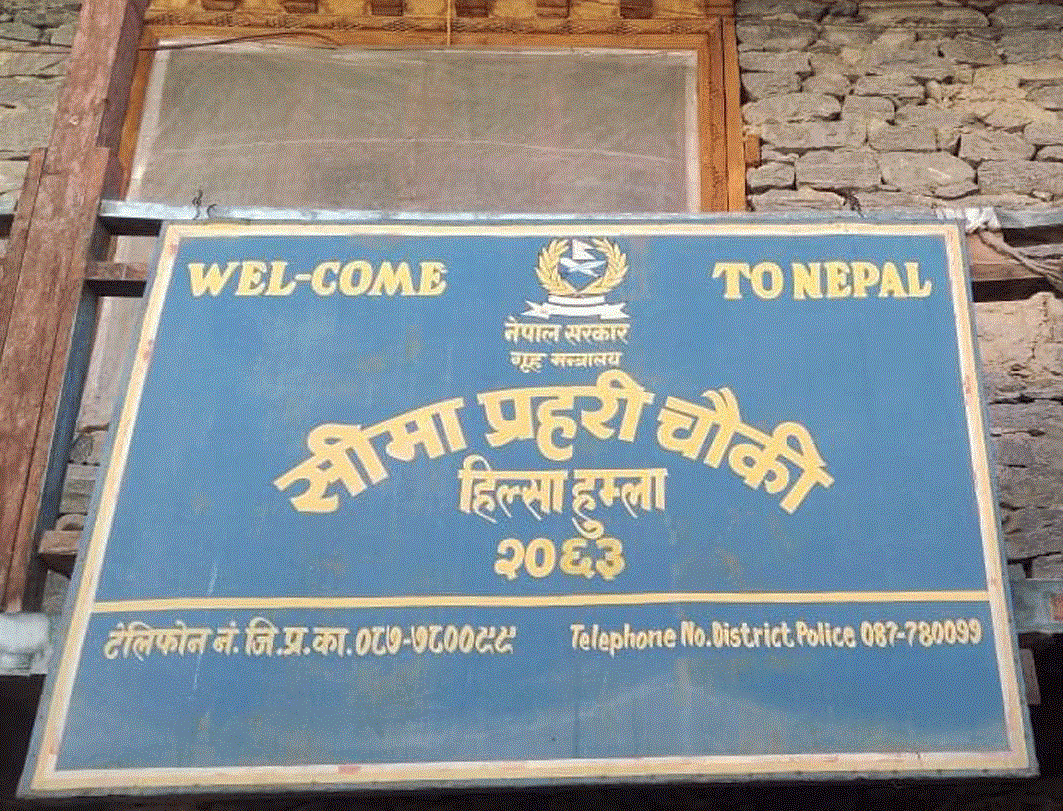 WEL-COME TO NEPAL
नेपाल सरकार
गृह मन्त्रालय
सीमा प्रहरी चौकी
हिल्सा हुम्ला
२०६३
टेलिफोन नं. जि.प्र.का. ०८७-७८००९९ Telephone No. District Police 087-780099